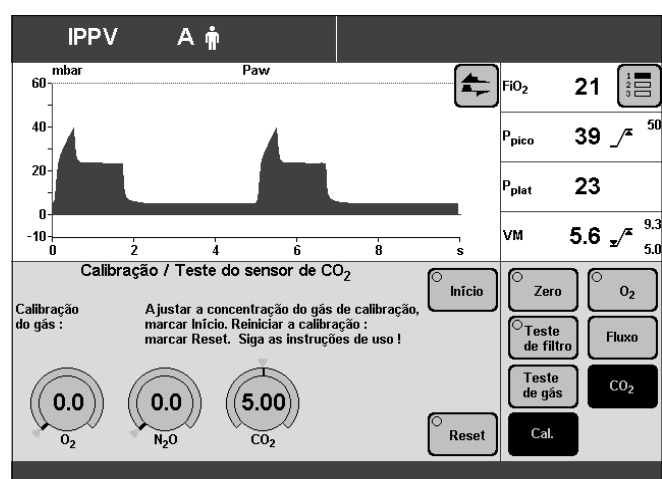 IPPV A
mbar Paw
60
40
20
0
-10
0 2 4 6 8 s
FiO2 21
1
2
3
Ppico 39 50
Pplat 23
VM 5.6 9.3
5.0
Calibração / Teste do sensor de CO2
Calibração
do gás :
Ajustar a concentração do gás de calibração,
marcar Início. Reiniciar a calibração :
marcar Reset. Siga as instruções de uso !
0.0
O2
0.0
N2O
5.00
CO2
Início
Reset
Zero
O2
Teste
de filtro
Fluxo
Teste
de gás
CO2
Cal.